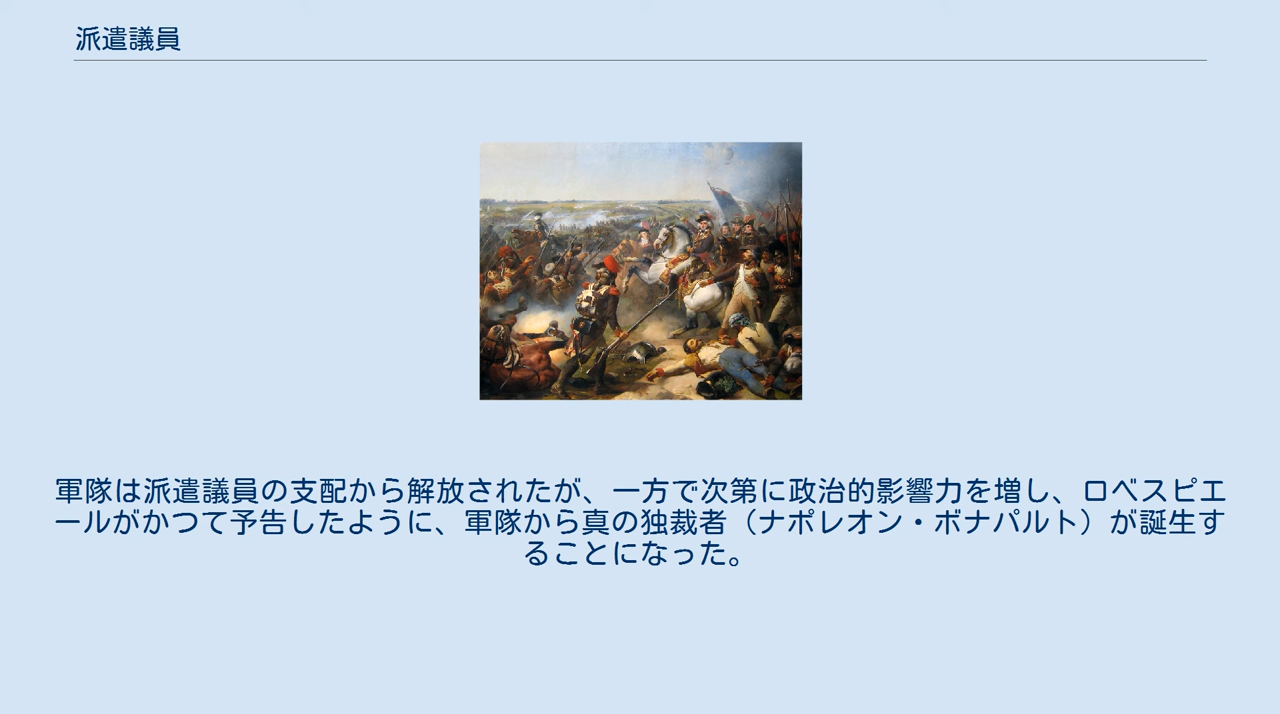 派遣議員
軍隊は派遣議員の支配から解放されたが、一方で次第に政治的影響力を増し、ロベスピエ
ールがかつて予告したように、軍隊から真の独裁者（ナポレオン・ボナパルト）が誕生す
ることになった。